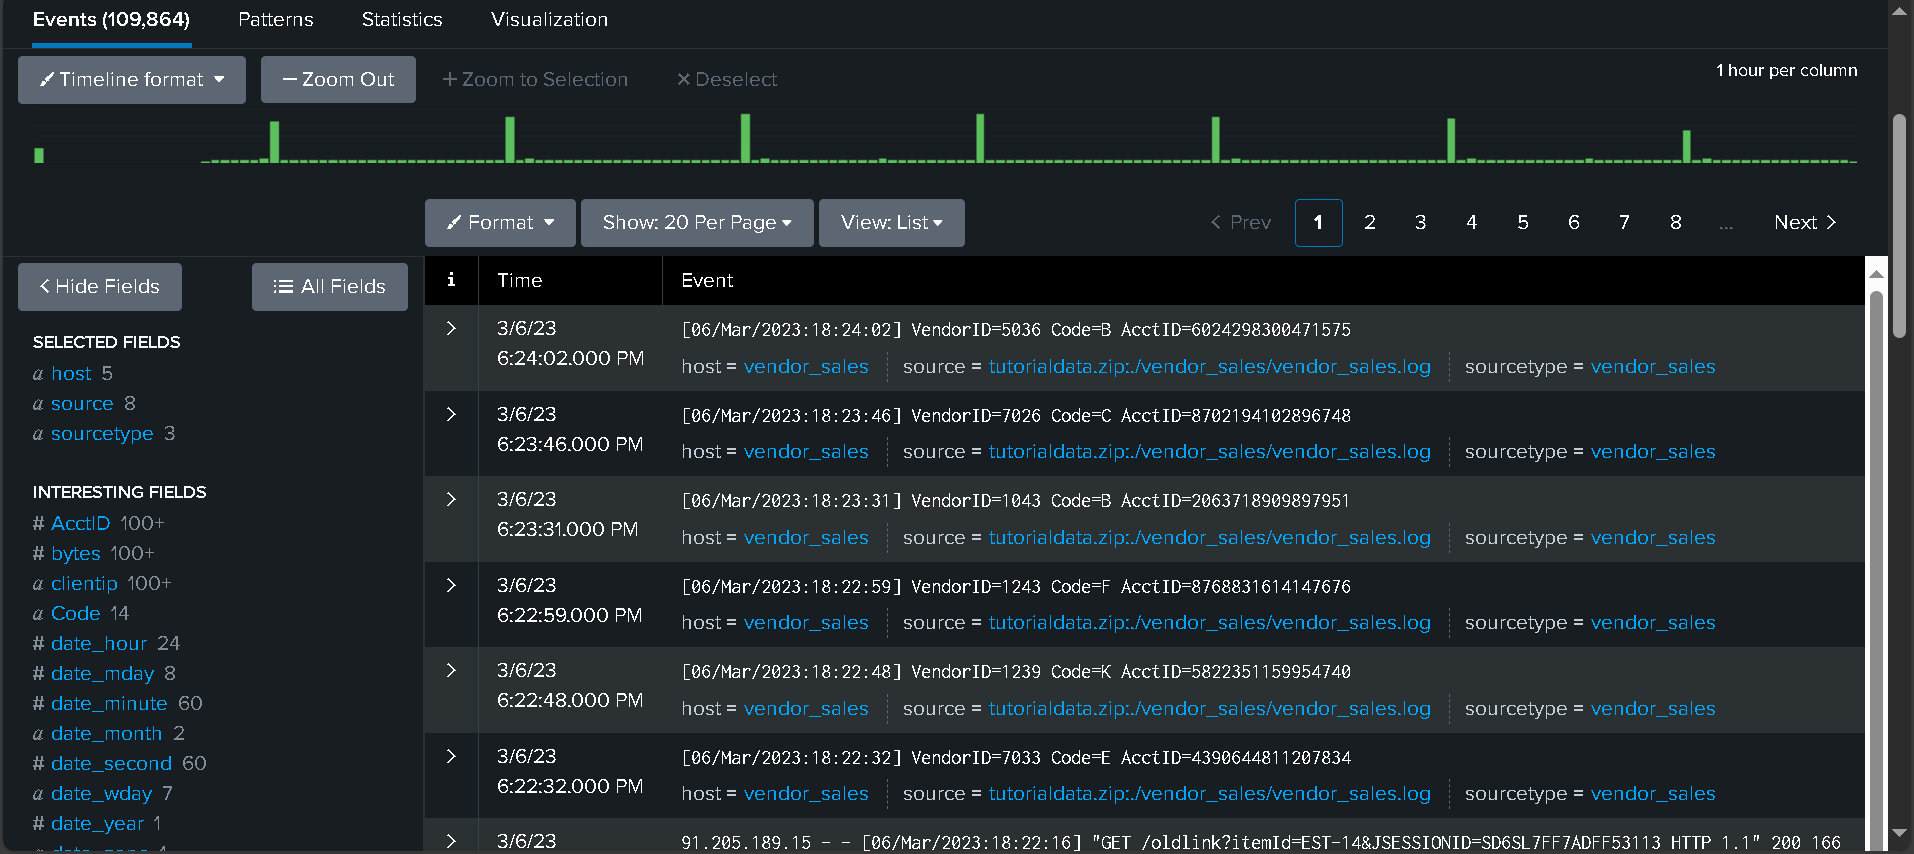 Events (109,864) Patterns Statistics Visualization
Timeline format – Zoom Out + Zoom to Selection × Deselect
1 hour per column
Format Show: 20 Per Page View: List < Prev 1 2 3 4 5 6 7 8 ... Next >
< Hide Fields All Fields
SELECTED FIELDS
a host 5
a source 8
a sourcetype 3
INTERESTING FIELDS
# AcctID 100+
# bytes 100+
a clientip 100+
a Code 14
# date_hour 24
# date_mday 8
# date_minute 60
a date_month 2
# date_second 60
a date_wday 7
# date_year 1
i Time Event
> 3/6/23 [06/Mar/2023:18:24:02] VendorID=5036 Code=B AcctID=6024298300471575
6:24:02.000 PM host = vendor_sales source = tutorialdata.zip:./vendor_sales/vendor_sales.log sourcetype = vendor_sales
> 3/6/23 [06/Mar/2023:18:23:46] VendorID=7026 Code=C AcctID=8702194102896748
6:23:46.000 PM host = vendor_sales source = tutorialdata.zip:./vendor_sales/vendor_sales.log sourcetype = vendor_sales
> 3/6/23 [06/Mar/2023:18:23:31] VendorID=1043 Code=B AcctID=2063718909897951
6:23:31.000 PM host = vendor_sales source = tutorialdata.zip:./vendor_sales/vendor_sales.log sourcetype = vendor_sales
> 3/6/23 [06/Mar/2023:18:22:59] VendorID=1243 Code=F AcctID=8768831614147676
6:22:59.000 PM host = vendor_sales source = tutorialdata.zip:./vendor_sales/vendor_sales.log sourcetype = vendor_sales
> 3/6/23 [06/Mar/2023:18:22:48] VendorID=1239 Code=K AcctID=5822351159954740
6:22:48.000 PM host = vendor_sales source = tutorialdata.zip:./vendor_sales/vendor_sales.log sourcetype = vendor_sales
> 3/6/23 [06/Mar/2023:18:22:32] VendorID=7033 Code=E AcctID=4390644811207834
6:22:32.000 PM host = vendor_sales source = tutorialdata.zip:./vendor_sales/vendor_sales.log sourcetype = vendor_sales
> 3/6/23 91.205.189.15 - - [06/Mar/2023:18:22:16] "GET /oldlink?itemId=EST-14&JSESSIONID=SD6SL7FF7ADFF53113 HTTP 1.1" 200 166